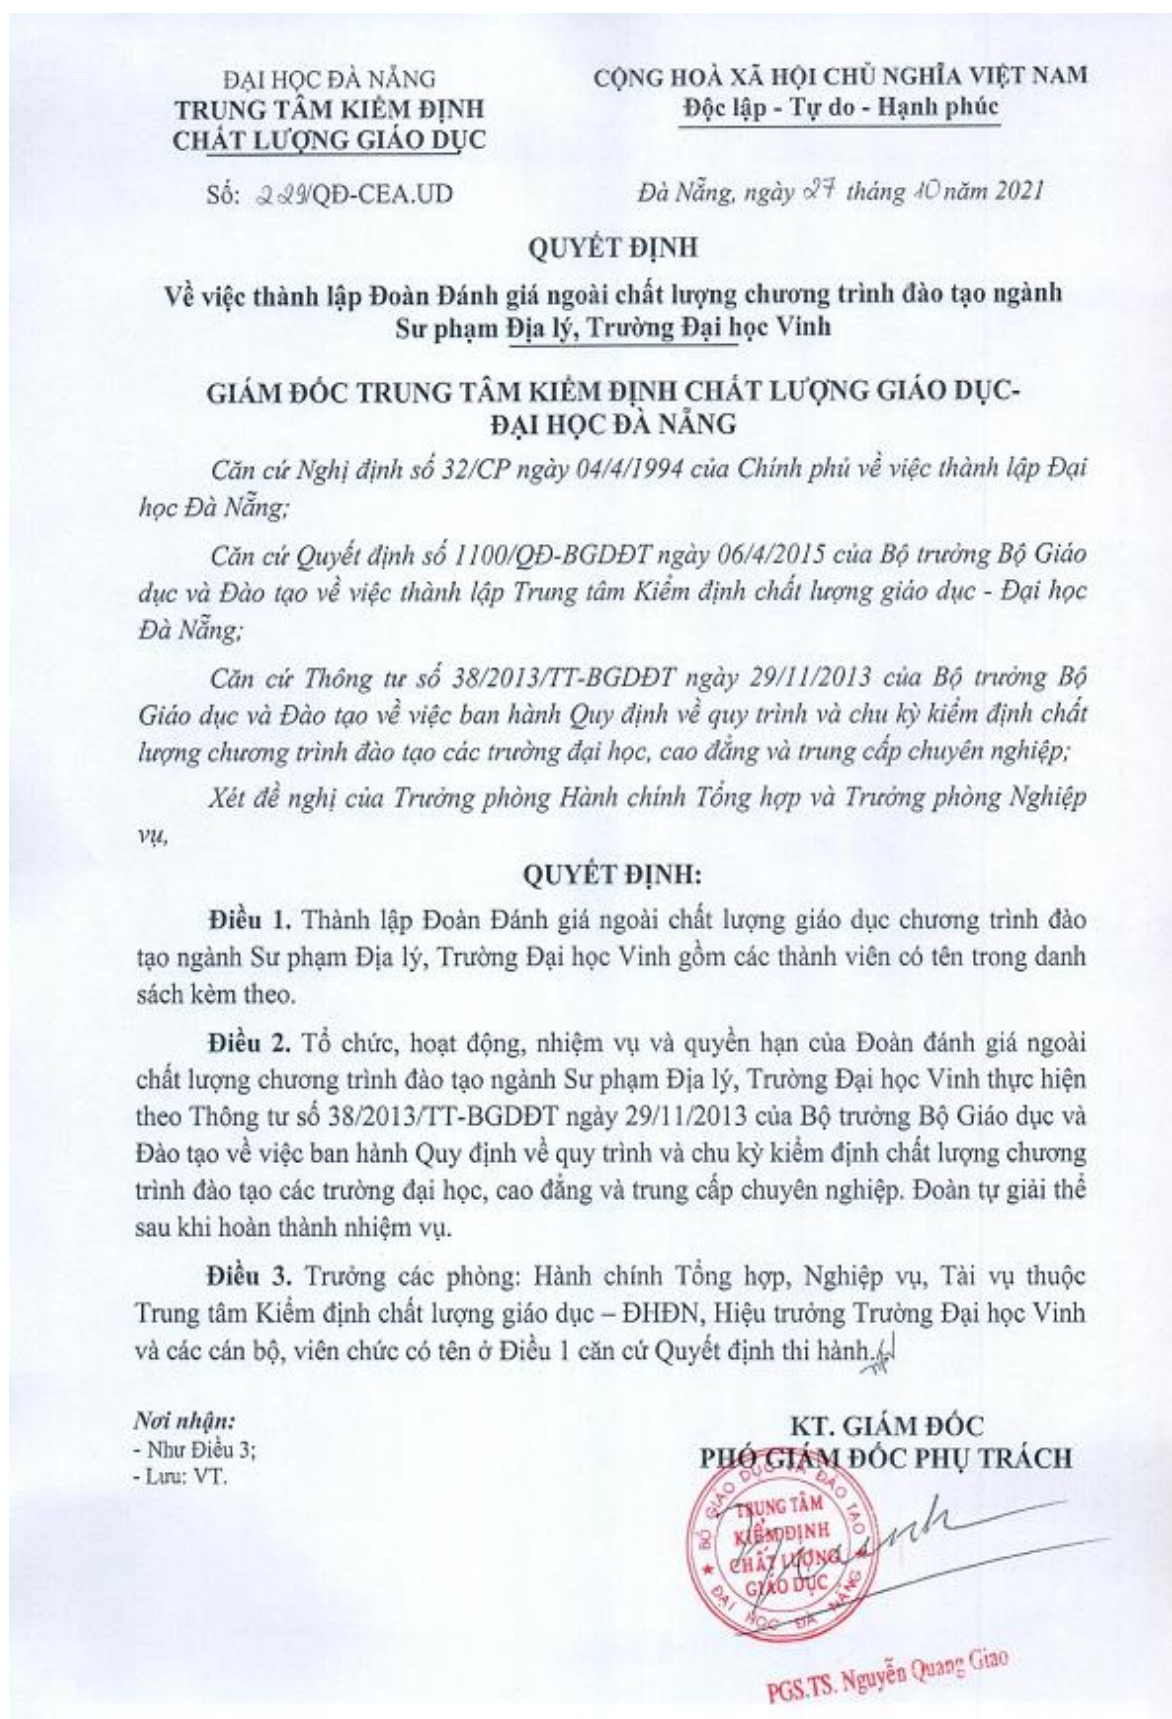 ĐẠI HỌC ĐÀ NẴNG
TRUNG TÂM KIỂM ĐỊNH
CHẤT LƯỢNG GIÁO DỤC
CỘNG HOÀ XÃ HỘI CHỦ NGHĨA VIỆT NAM
Độc lập - Tự do - Hạnh phúc
Số: 229/QĐ-CEA.UD
Đà Nẵng, ngày 27 tháng 10 năm 2021
QUYẾT ĐỊNH
Về việc thành lập Đoàn Đánh giá ngoài chất lượng chương trình đào tạo ngành
Sư phạm Địa lý, Trường Đại học Vinh
GIÁM ĐỐC TRUNG TÂM KIỂM ĐỊNH CHẤT LƯỢNG GIÁO DỤC-
ĐẠI HỌC ĐÀ NẴNG
Căn cứ Nghị định số 32/CP ngày 04/4/1994 của Chính phủ về việc thành lập Đại
học Đà Nẵng;
Căn cứ Quyết định số 1100/QĐ-BGDĐT ngày 06/4/2015 của Bộ trưởng Bộ Giáo
dục và Đào tạo về việc thành lập Trung tâm Kiểm định chất lượng giáo dục - Đại học
Đà Nẵng;
Căn cứ Thông tư số 38/2013/TT-BGDĐT ngày 29/11/2013 của Bộ trưởng Bộ
Giáo dục và Đào tạo về việc ban hành Quy định về quy trình và chu kỳ kiểm định chất
lượng chương trình đào tạo các trường đại học, cao đẳng và trung cấp chuyên nghiệp;
Xét đề nghị của Trưởng phòng Hành chính Tổng hợp và Trưởng phòng Nghiệp
vụ,
QUYẾT ĐỊNH:
Điều 1. Thành lập Đoàn Đánh giá ngoài chất lượng giáo dục chương trình đào
tạo ngành Sư phạm Địa lý, Trường Đại học Vinh gồm các thành viên có tên trong danh
sách kèm theo.
Điều 2. Tổ chức, hoạt động, nhiệm vụ và quyền hạn của Đoàn đánh giá ngoài
chất lượng chương trình đào tạo ngành Sư phạm Địa lý, Trường Đại học Vinh thực hiện
theo Thông tư số 38/2013/TT-BGDĐT ngày 29/11/2013 của Bộ trưởng Bộ Giáo dục và
Đào tạo về việc ban hành Quy định về quy trình và chu kỳ kiểm định chất lượng chương
trình đào tạo các trường đại học, cao đẳng và trung cấp chuyên nghiệp. Đoàn tự giải thể
sau khi hoàn thành nhiệm vụ.
Điều 3. Trưởng các phòng: Hành chính Tổng hợp, Nghiệp vụ, Tài vụ thuộc
Trung tâm Kiểm định chất lượng giáo dục – ĐHĐN, Hiệu trưởng Trường Đại học Vinh
và các cán bộ, viên chức có tên ở Điều 1 căn cứ Quyết định thi hành.
Nơi nhận:
- Như Điều 3;
- Lưu: VT.
KT. GIÁM ĐỐC
PHÓ GIÁM ĐỐC PHỤ TRÁCH
BỘ GIÁO DỤC VÀ ĐÀO TẠO
TRUNG TÂM
KIỂM ĐỊNH
CHẤT LƯỢNG
GIÁO DỤC
ĐẠI HỌC ĐÀ NẴNG
PGS.TS. Nguyễn Quang Giao